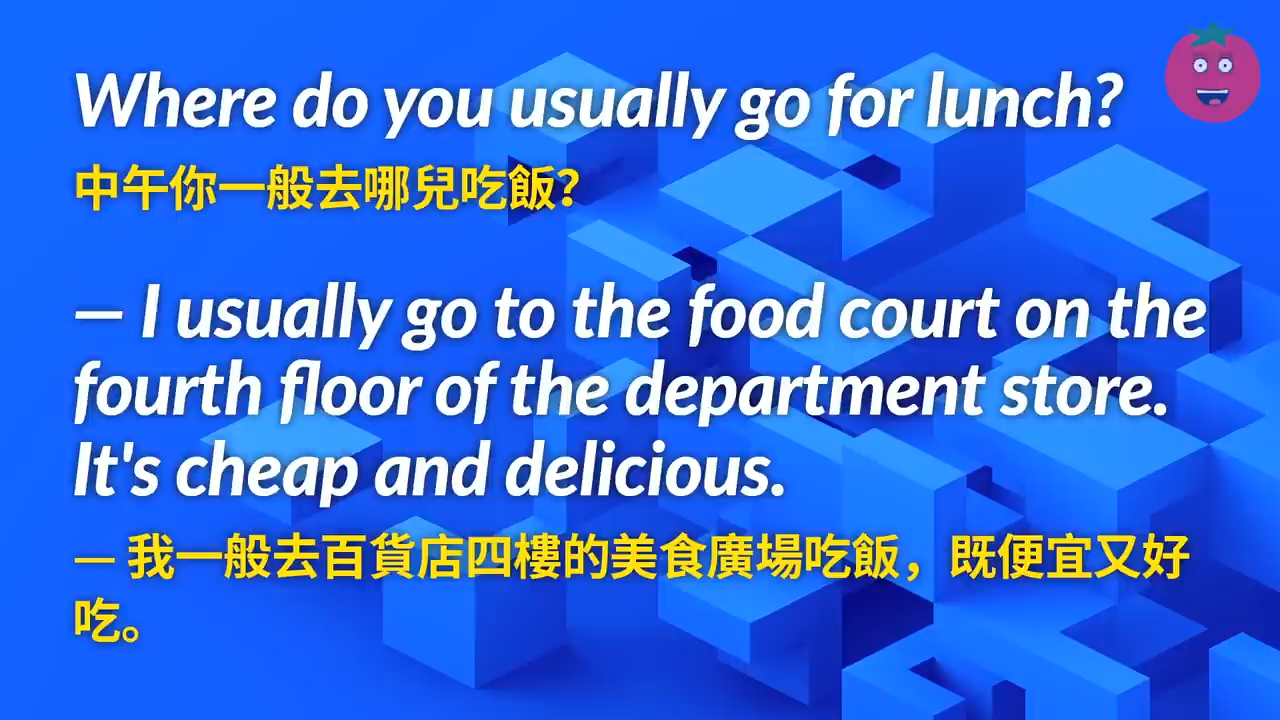 Where do you usually go for lunch?
中午你一般去哪兒吃飯?
— I usually go to the food court on the
fourth floor of the department store.
It's cheap and delicious.
— 我一般去百貨店四樓的美食廣場吃飯，既便宜又好
吃。